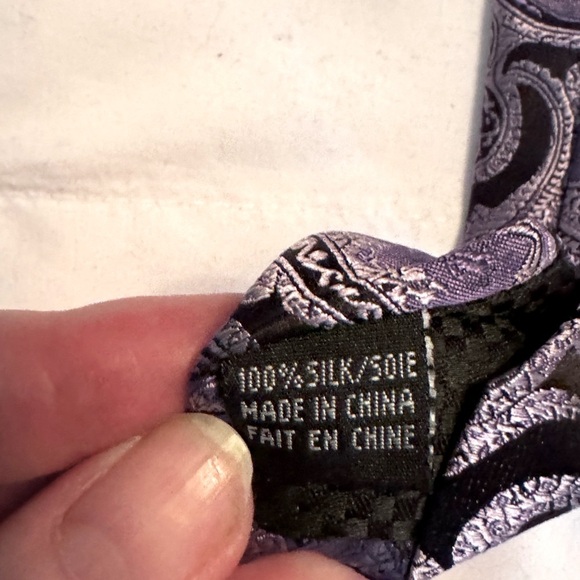 100% SILK/SOIE
MADE IN CHINA
FAIT EN CHINE